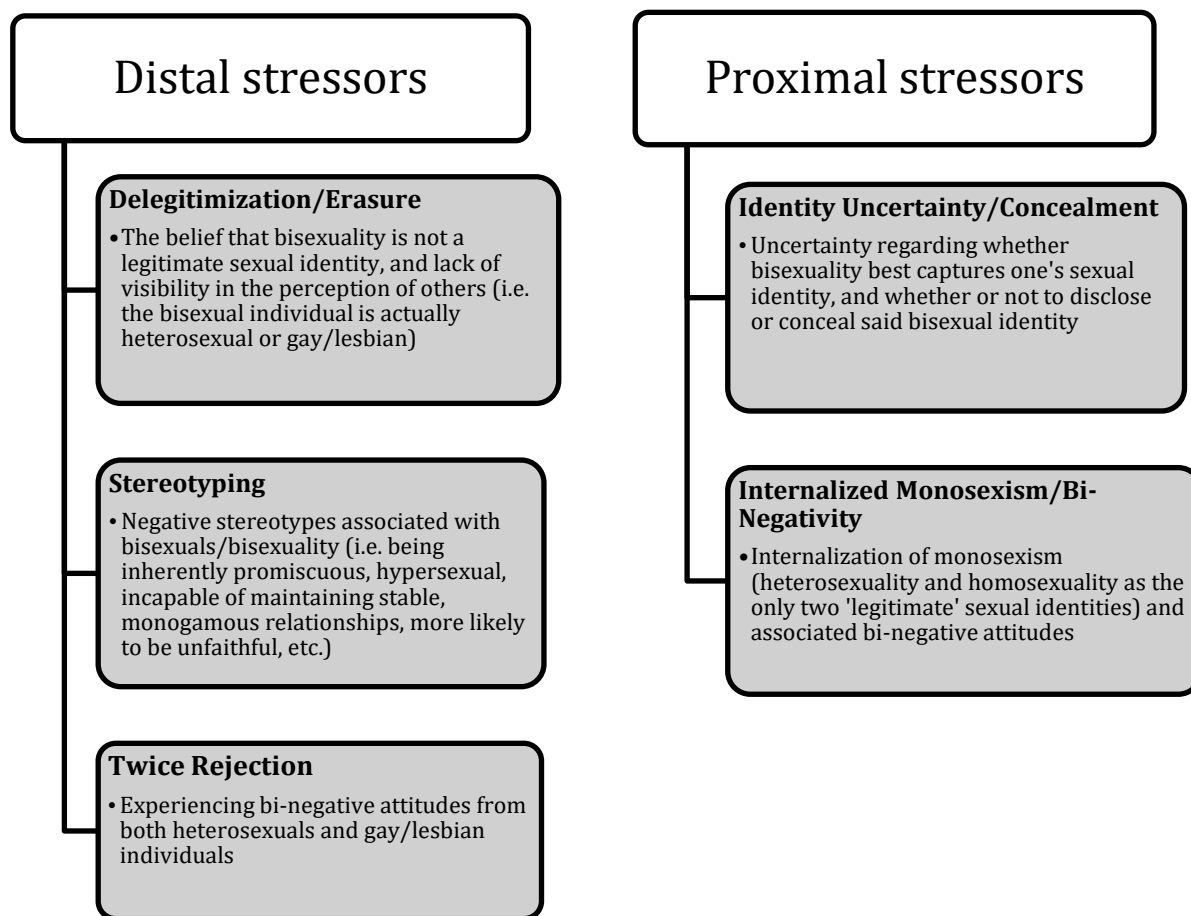 Distal stressors
Delegitimization/Erasure
•The belief that bisexuality is not a
legitimate sexual identity, and lack of
visibility in the perception of others (i.e.
the bisexual individual is actually
heterosexual or gay/lesbian)
Stereotyping
• Negative stereotypes associated with
bisexuals/bisexuality (i.e. being
inherently promiscuous, hypersexual,
incapable of maintaining stable,
monogamous relationships, more likely
to be unfaithful, etc.)
Twice Rejection
• Experiencing bi-negative attitudes from
both heterosexuals and gay/lesbian
individuals
Proximal stressors
Identity Uncertainty/Concealment
• Uncertainty regarding whether
bisexuality best captures one's sexual
identity, and whether or not to disclose
or conceal said bisexual identity
Internalized Monosexism/Bi-
Negativity
•Internalization of monosexism
(heterosexuality and homosexuality as the
only two 'legitimate' sexual identities) and
associated bi-negative attitudes